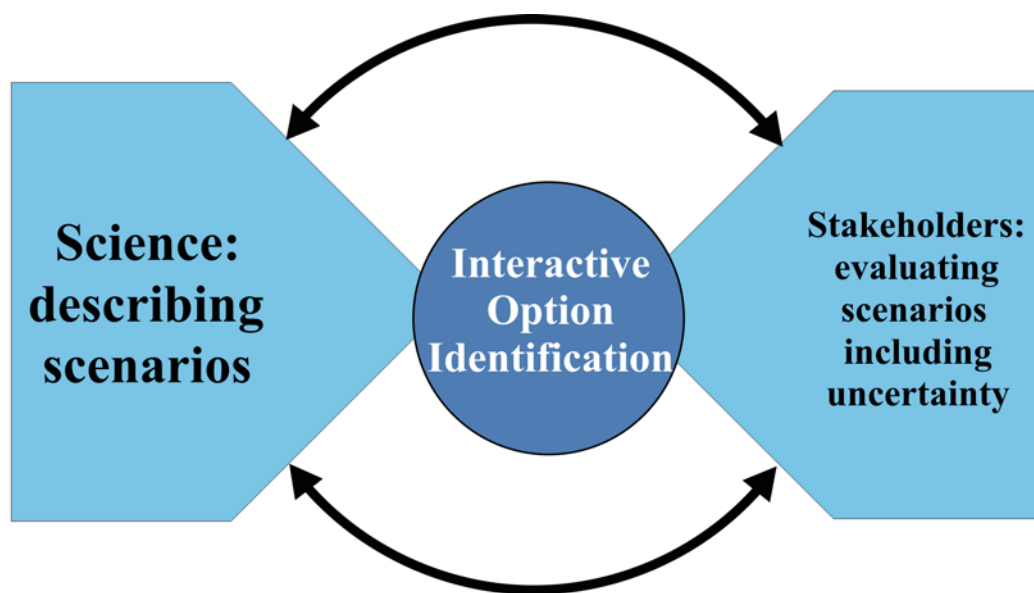 Science:
describing
scenarios
Interactive
Option
Identification
Stakeholders:
evaluating
scenarios
including
uncertainty